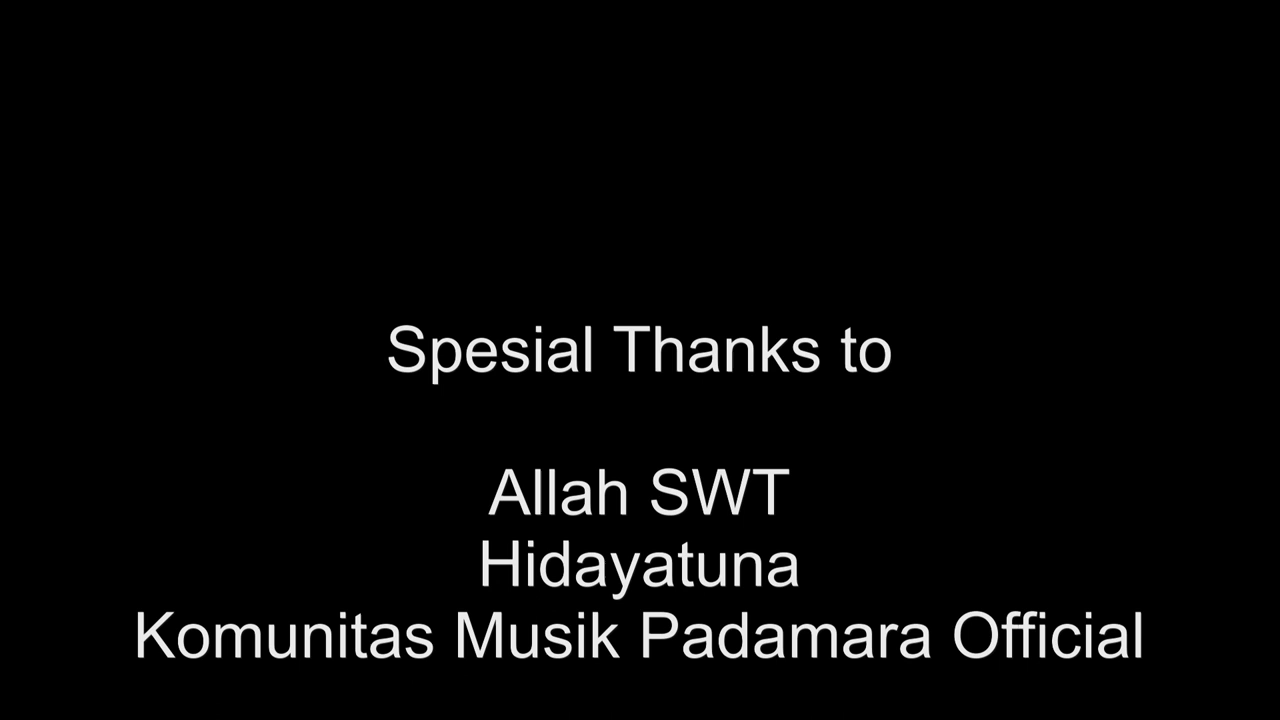 Spesial Thanks to
Allah SWT
Hidayatuna
Komunitas Musik Padamara Official